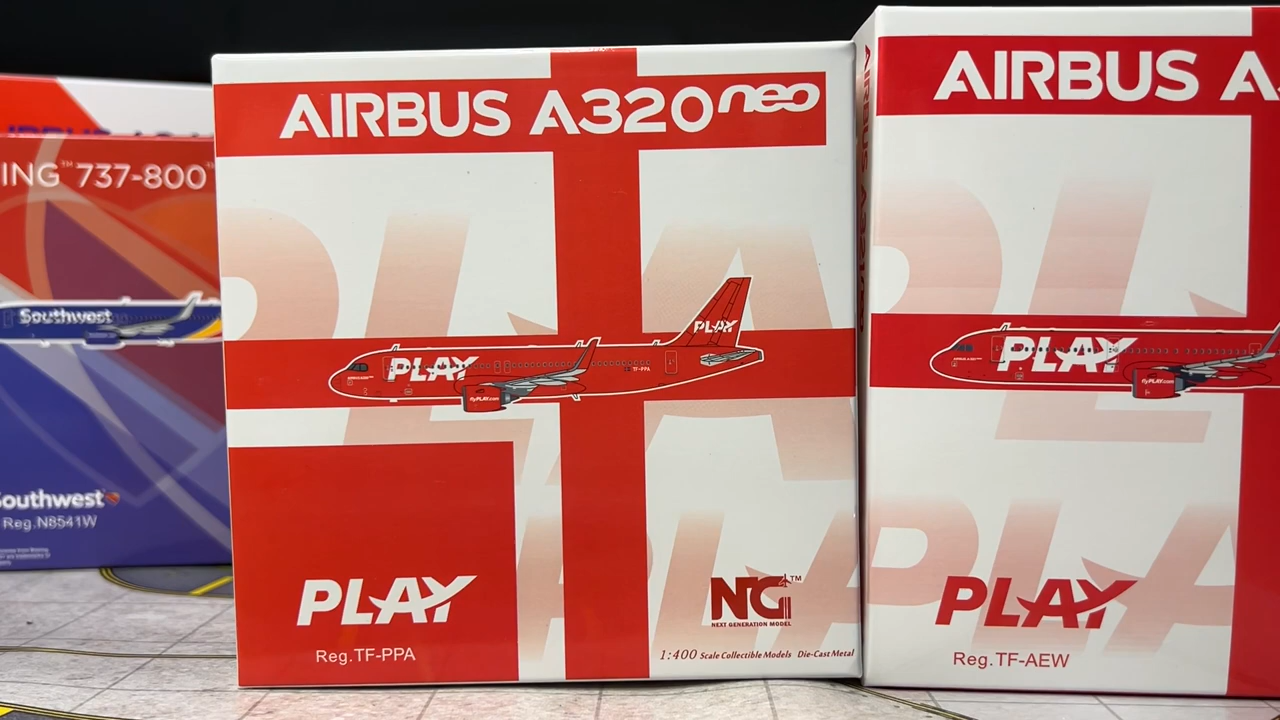 ING™ 737-800
Southwest
Southwest
Reg.N8541W
AIRBUS A320neo
PLAY
PLAY
flyPLAY.com
TF-PPA
PLAY
Reg.TF-PPA
NG™
NEXT GENERATION MODEL
1:400 Scale Collectible Models Die-Cast Metal
AIRBUS A
PLAY
flyPLAY.com
PLAY
Reg.TF-AEW